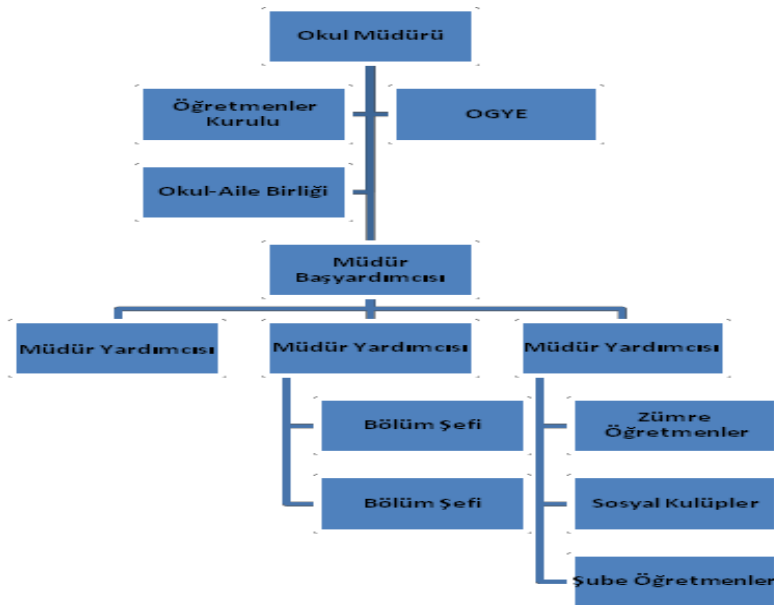 Okul Müdürü
Öğretmenler
Kurulu
OGYE
Okul-Aile Birliği
Müdür
Başyardımcısı
Müdür Yardımcısı
Müdür Yardımcısı
Müdür Yardımcısı
Bölüm Şefi
Zümre
Öğretmenler
Bölüm Şefi
Sosyal Kulüpler
Şube Öğretmenler